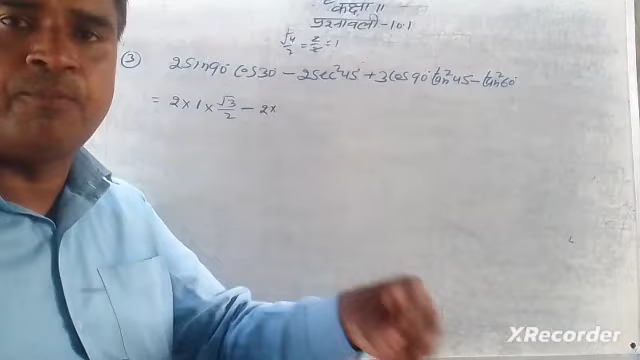 कक्षा 11
प्रश्नावली-10.1
√4/2 = 2/2 = 1
③ 2sin90° cos30 - 2sec²45° + 3cos90° tan²45 - tan²60°
= 2 × 1 × √3/2 - 2×
XRecorder